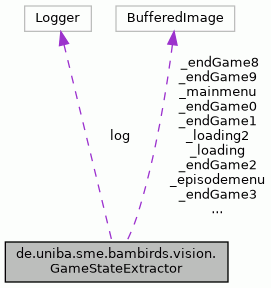 Logger
BufferedImage
_endGame8
_endGame9
_mainmenu
_endGame0
_endGame1
_loading2
_loading
_endGame2
_episodemenu
_endGame3
...
log
de.uniba.sme.bambirds.vision.
GameStateExtractor